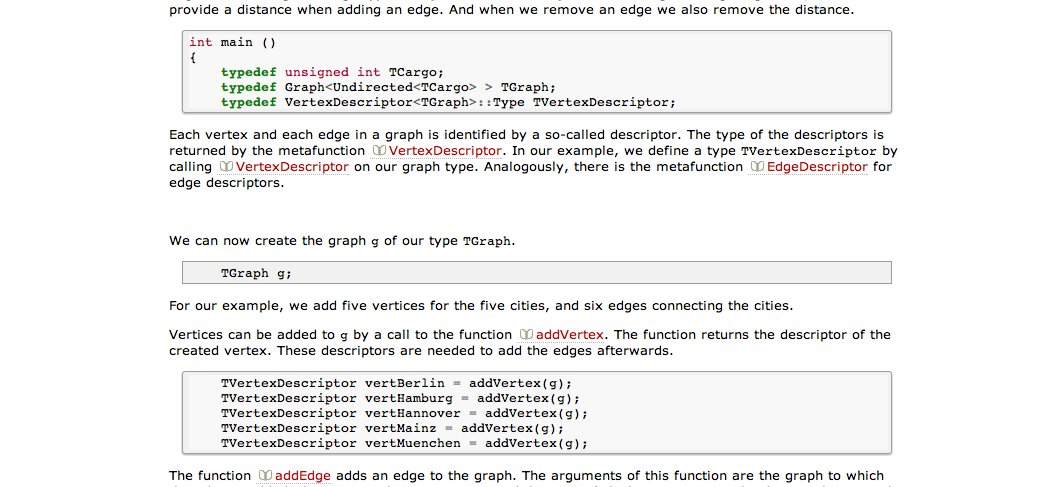 provide a distance when adding an edge. And when we remove an edge we also remove the distance.
int main ()
{
    typedef unsigned int TCargo;
    typedef Graph<Undirected<TCargo> > TGraph;
    typedef VertexDescriptor<TGraph>::Type TVertexDescriptor;
Each vertex and each edge in a graph is identified by a so-called descriptor. The type of the descriptors is
returned by the metafunction VertexDescriptor. In our example, we define a type TVertexDescriptor by
calling VertexDescriptor on our graph type. Analogously, there is the metafunction EdgeDescriptor for
edge descriptors.
We can now create the graph g of our type TGraph.
    TGraph g;
For our example, we add five vertices for the five cities, and six edges connecting the cities.
Vertices can be added to g by a call to the function addVertex. The function returns the descriptor of the
created vertex. These descriptors are needed to add the edges afterwards.
    TVertexDescriptor vertBerlin = addVertex(g);
    TVertexDescriptor vertHamburg = addVertex(g);
    TVertexDescriptor vertHannover = addVertex(g);
    TVertexDescriptor vertMainz = addVertex(g);
    TVertexDescriptor vertMuenchen = addVertex(g);
The function addEdge adds an edge to the graph. The arguments of this function are the graph to which